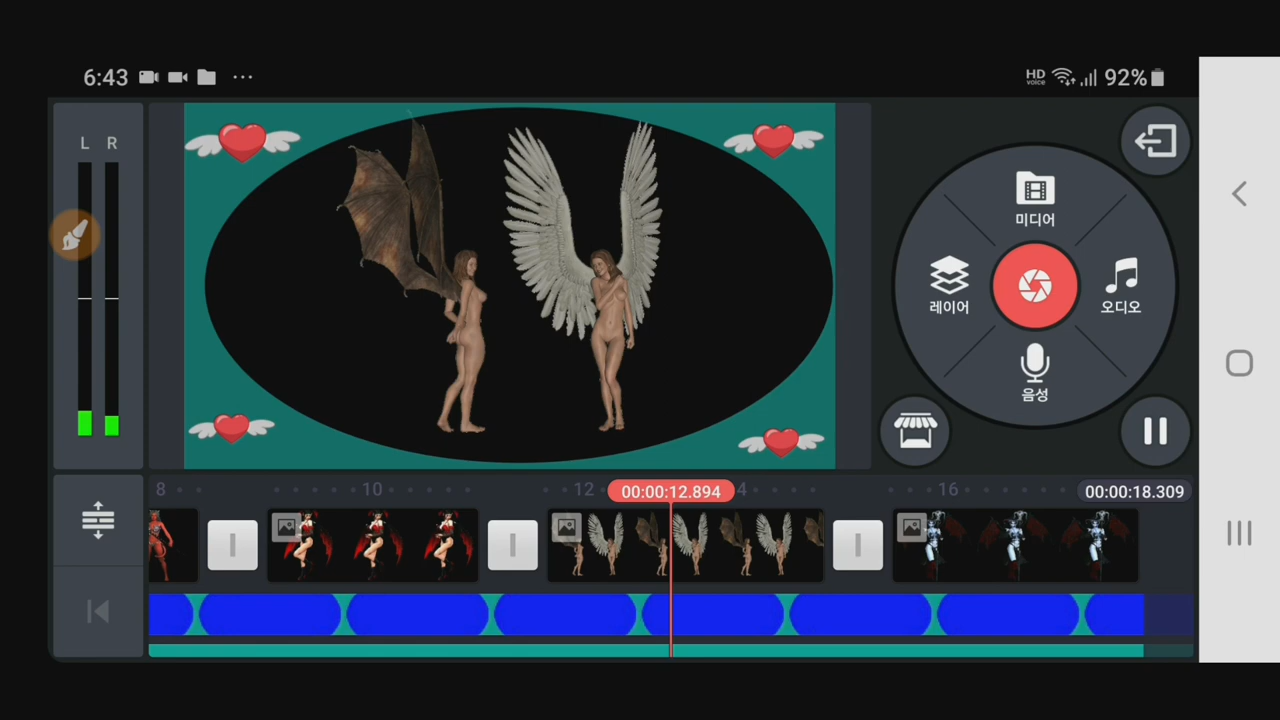 6:43
HD
voice
92%
L R
미디어
레이어
오디오
음성
8
10
12
00:00:12.894
4
16
00:00:18.309